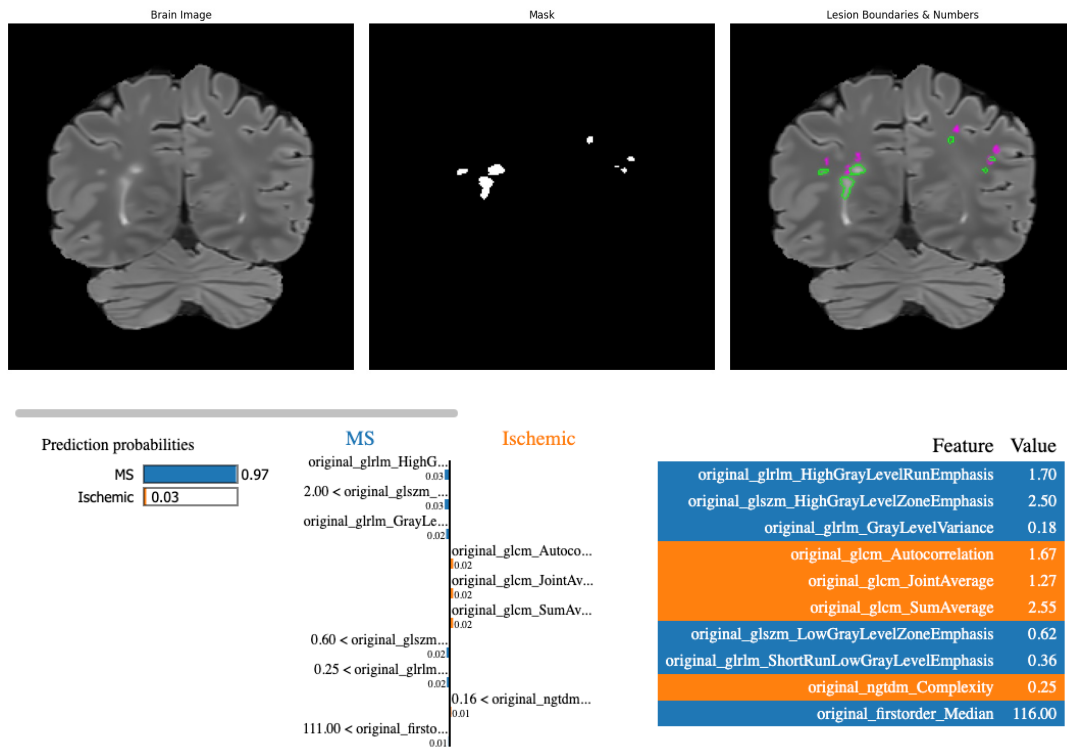 Brain Image
Mask
Lesion Boundaries & Numbers
Prediction probabilities
MS 0.97
Ischemic 0.03
MS Ischemic
original_glrlm_HighG...
0.03
2.00 < original_glszm_...
0.03
original_glrlm_GrayLe...
0.02
original_glcm_Autoco...
0.02
original_glcm_JointAv...
0.02
original_glcm_SumAv...
0.02
0.60 < original_glszm...
0.02
0.25 < original_glrlm...
0.02
0.16 < original_ngtdm...
0.01
111.00 < original_firsto...
0.01
Feature Value
original_glrlm_HighGrayLevelRunEmphasis 1.70
original_glszm_HighGrayLevelZoneEmphasis 2.50
original_glrlm_GrayLevelVariance 0.18
original_glcm_Autocorrelation 1.67
original_glcm_JointAverage 1.27
original_glcm_SumAverage 2.55
original_glszm_LowGrayLevelZoneEmphasis 0.62
original_glrlm_ShortRunLowGrayLevelEmphasis 0.36
original_ngtdm_Complexity 0.25
original_firstorder_Median 116.00